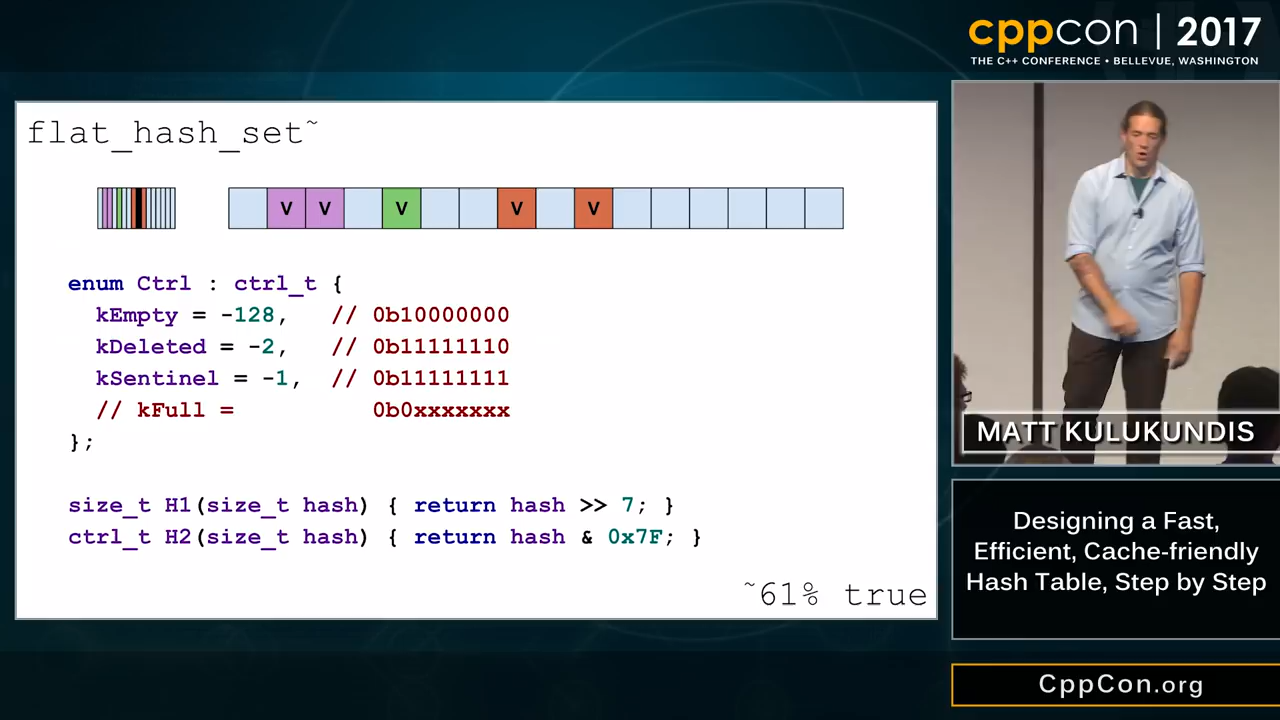 cppcon | 2017
THE C++ CONFERENCE • BELLEVUE, WASHINGTON
flat_hash_set~
v v v v v
enum Ctrl : ctrl_t {
kEmpty = -128, // 0b10000000
kDeleted = -2, // 0b11111110
kSentinel = -1, // 0b11111111
// kFull = 0b0xxxxxxx
};
size_t H1(size_t hash) { return hash >> 7; }
ctrl_t H2(size_t hash) { return hash & 0x7F; }
~61% true
MATT KULUKUNDIS
Designing a Fast,
Efficient, Cache-friendly
Hash Table, Step by Step
CppCon.org